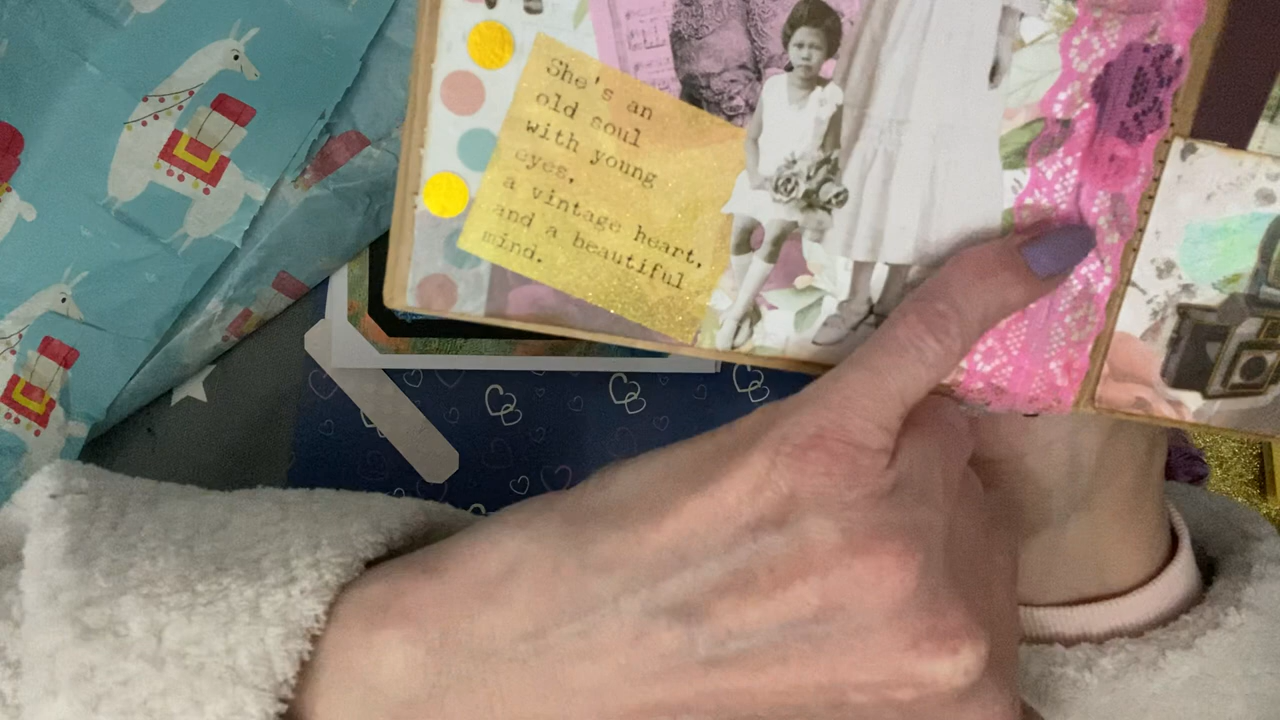 She's an
old soul
with young
eyes,
a vintage heart,
and a beautiful
mind.